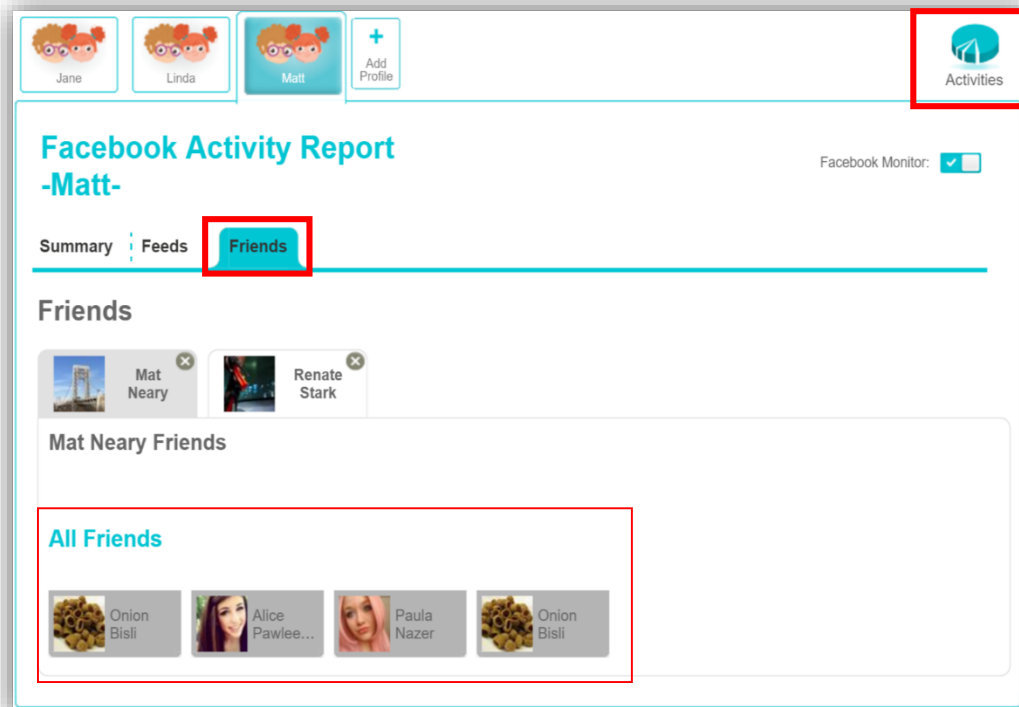 Jane
Linda
Matt
+
Add
Profile
Activities
Facebook Activity Report
-Matt-
Facebook Monitor:
Summary
Feeds
Friends
Friends
Mat
Neary
Renate
Stark
Mat Neary Friends
All Friends
Onion
Bisli
Alice
Pawlee...
Paula
Nazer
Onion
Bisli